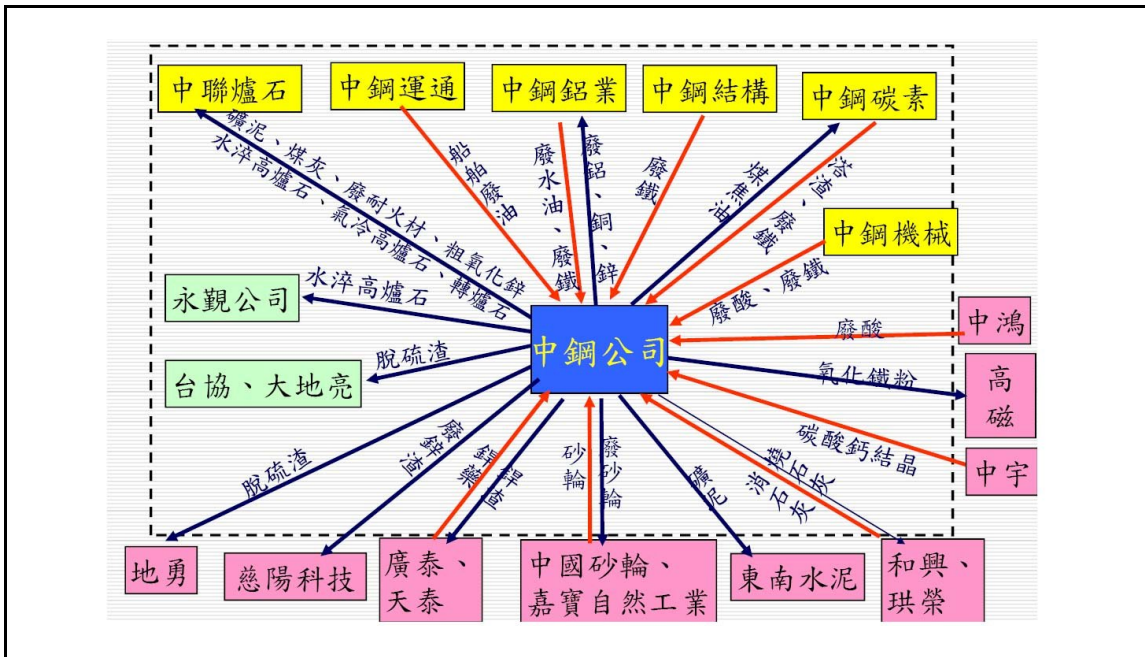 中聯爐石
中鋼運通
中鋼鋁業
中鋼結構
中鋼碳素
礦泥、煤灰、廢耐火材、粗氧化鋅
水淬高爐石、氣冷高爐石、轉爐石
船舶廢油
廢水油、廢鐵
廢鋁、銅、鋅
廢鐵
煤焦油
溶渣、廢鐵
中鋼機械
廢酸、廢鐵
永觀公司
水淬高爐石
中鋼公司
廢酸
中鴻
台協、大地亮
脫硫渣
氧化鐵粉
高
磁
碳酸鈣結晶
中宇
脫硫渣
廢鋅渣
銲藥
銲渣
砂輪
廢砂輪
礦泥
燒石灰
消石灰
地勇
慈陽科技
廣泰、
天泰
中國砂輪、
嘉寶自然工業
東南水泥
和興、
珙榮